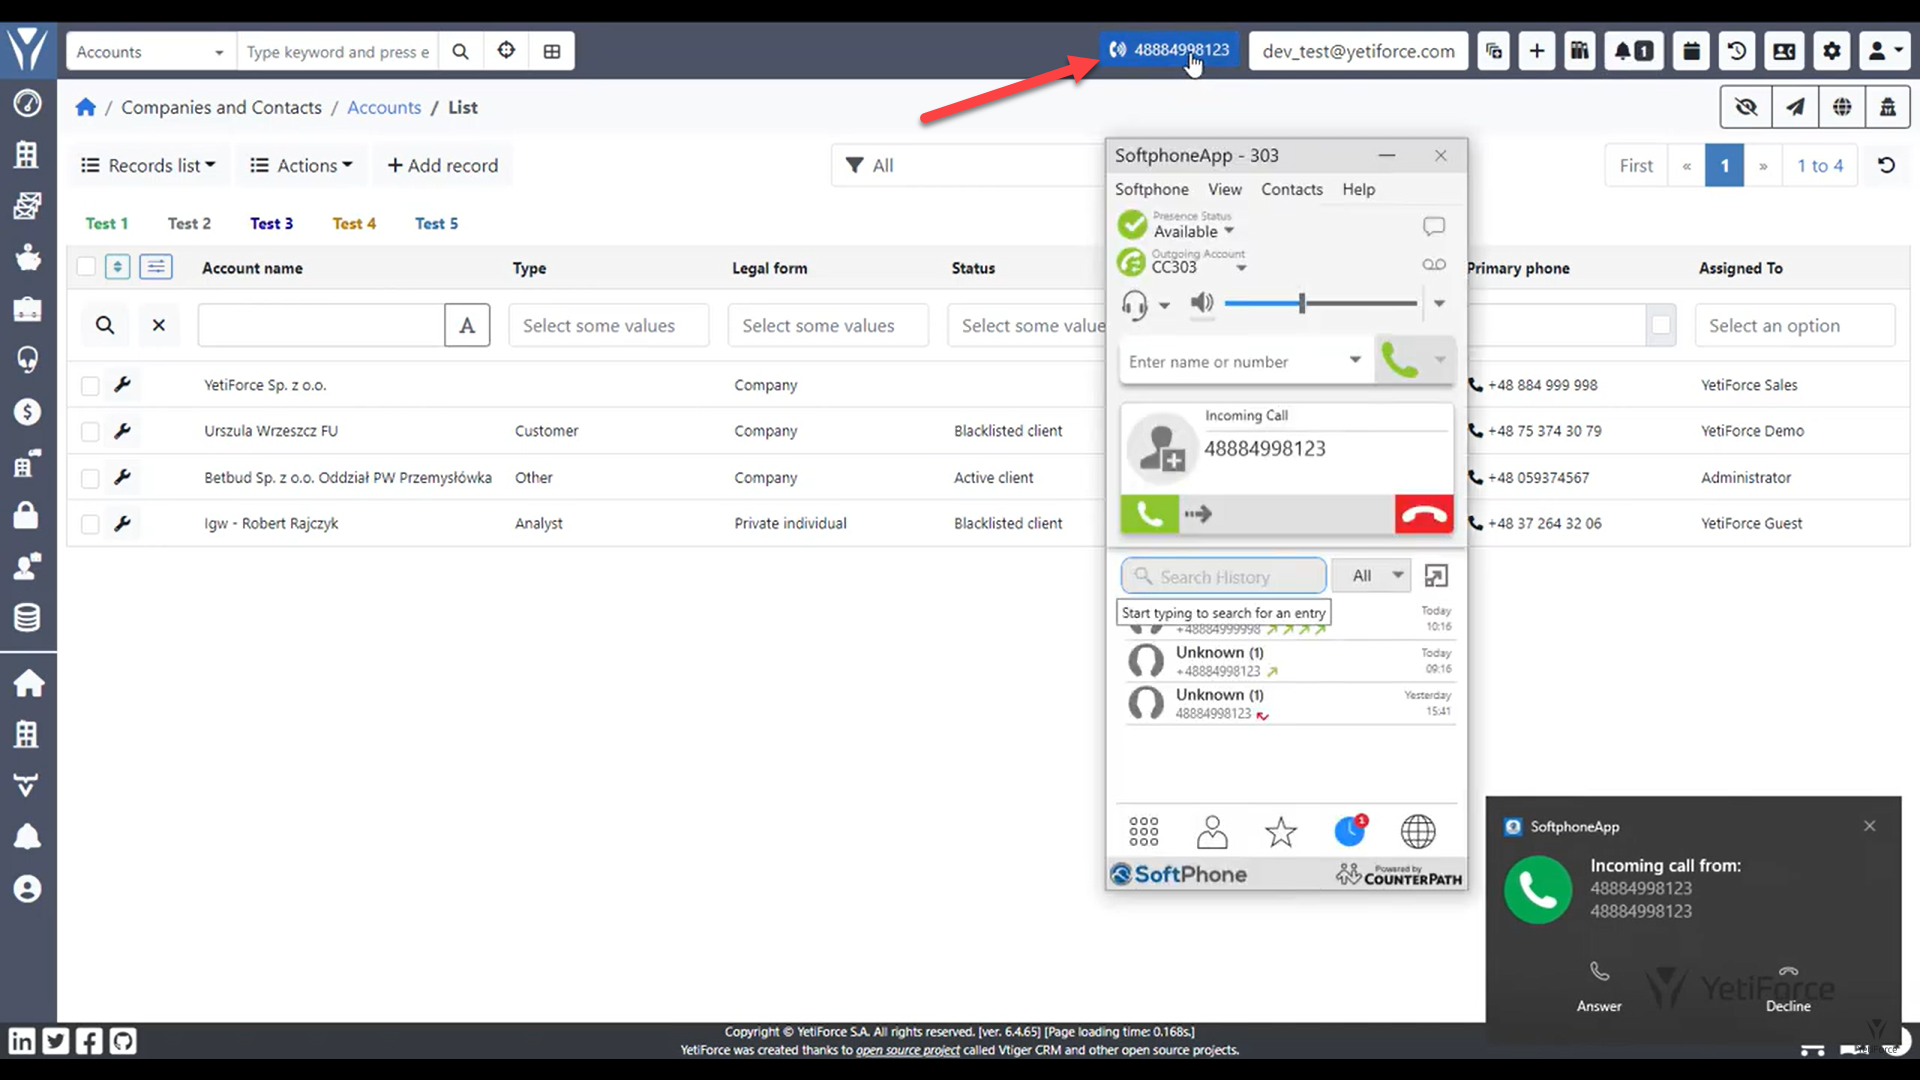 Accounts
Type keyword and press e
48884998123
dev_test@yetiforce.com
1
/ Companies and Contacts / Accounts / List
Records list
Actions
Add record
All
First « 1 » 1 to 4
Test 1 Test 2 Test 3 Test 4 Test 5
Account name Type Legal form Status Primary phone Assigned To
A
Select some values
Select some values
Select some value
Select an option
YetiForce Sp. z o.o. Company +48 884 999 998 YetiForce Sales
Urszula Wrzeszcz FU Customer Company Blacklisted client +48 75 374 30 79 YetiForce Demo
Betbud Sp. z o.o. Oddział PW Przemysłówka Other Company Active client +48 059374567 Administrator
Igw - Robert Rajczyk Analyst Private individual Blacklisted client +48 37 264 32 06 YetiForce Guest
SoftphoneApp - 303
Softphone View Contacts Help
Presence Status
Available
Outgoing Account
CC303
Enter name or number
Incoming Call
48884998123
Search History
All
Start typing to search for an entry
Today
+48884999998
10:16
Unknown (1) Today
+48884998123 09:16
Unknown (1) Yesterday
48884998123 15:41
1
SoftPhone
Powered by
COUNTERPATH
SoftphoneApp
Incoming call from:
48884998123
48884998123
Answer
Decline
YetiForce
Copyright © YetiForce S.A. All rights reserved. [ver. 6.4.65] [Page loading time: 0.168s.]
YetiForce was created thanks to open source project called Vtiger CRM and other open source projects.